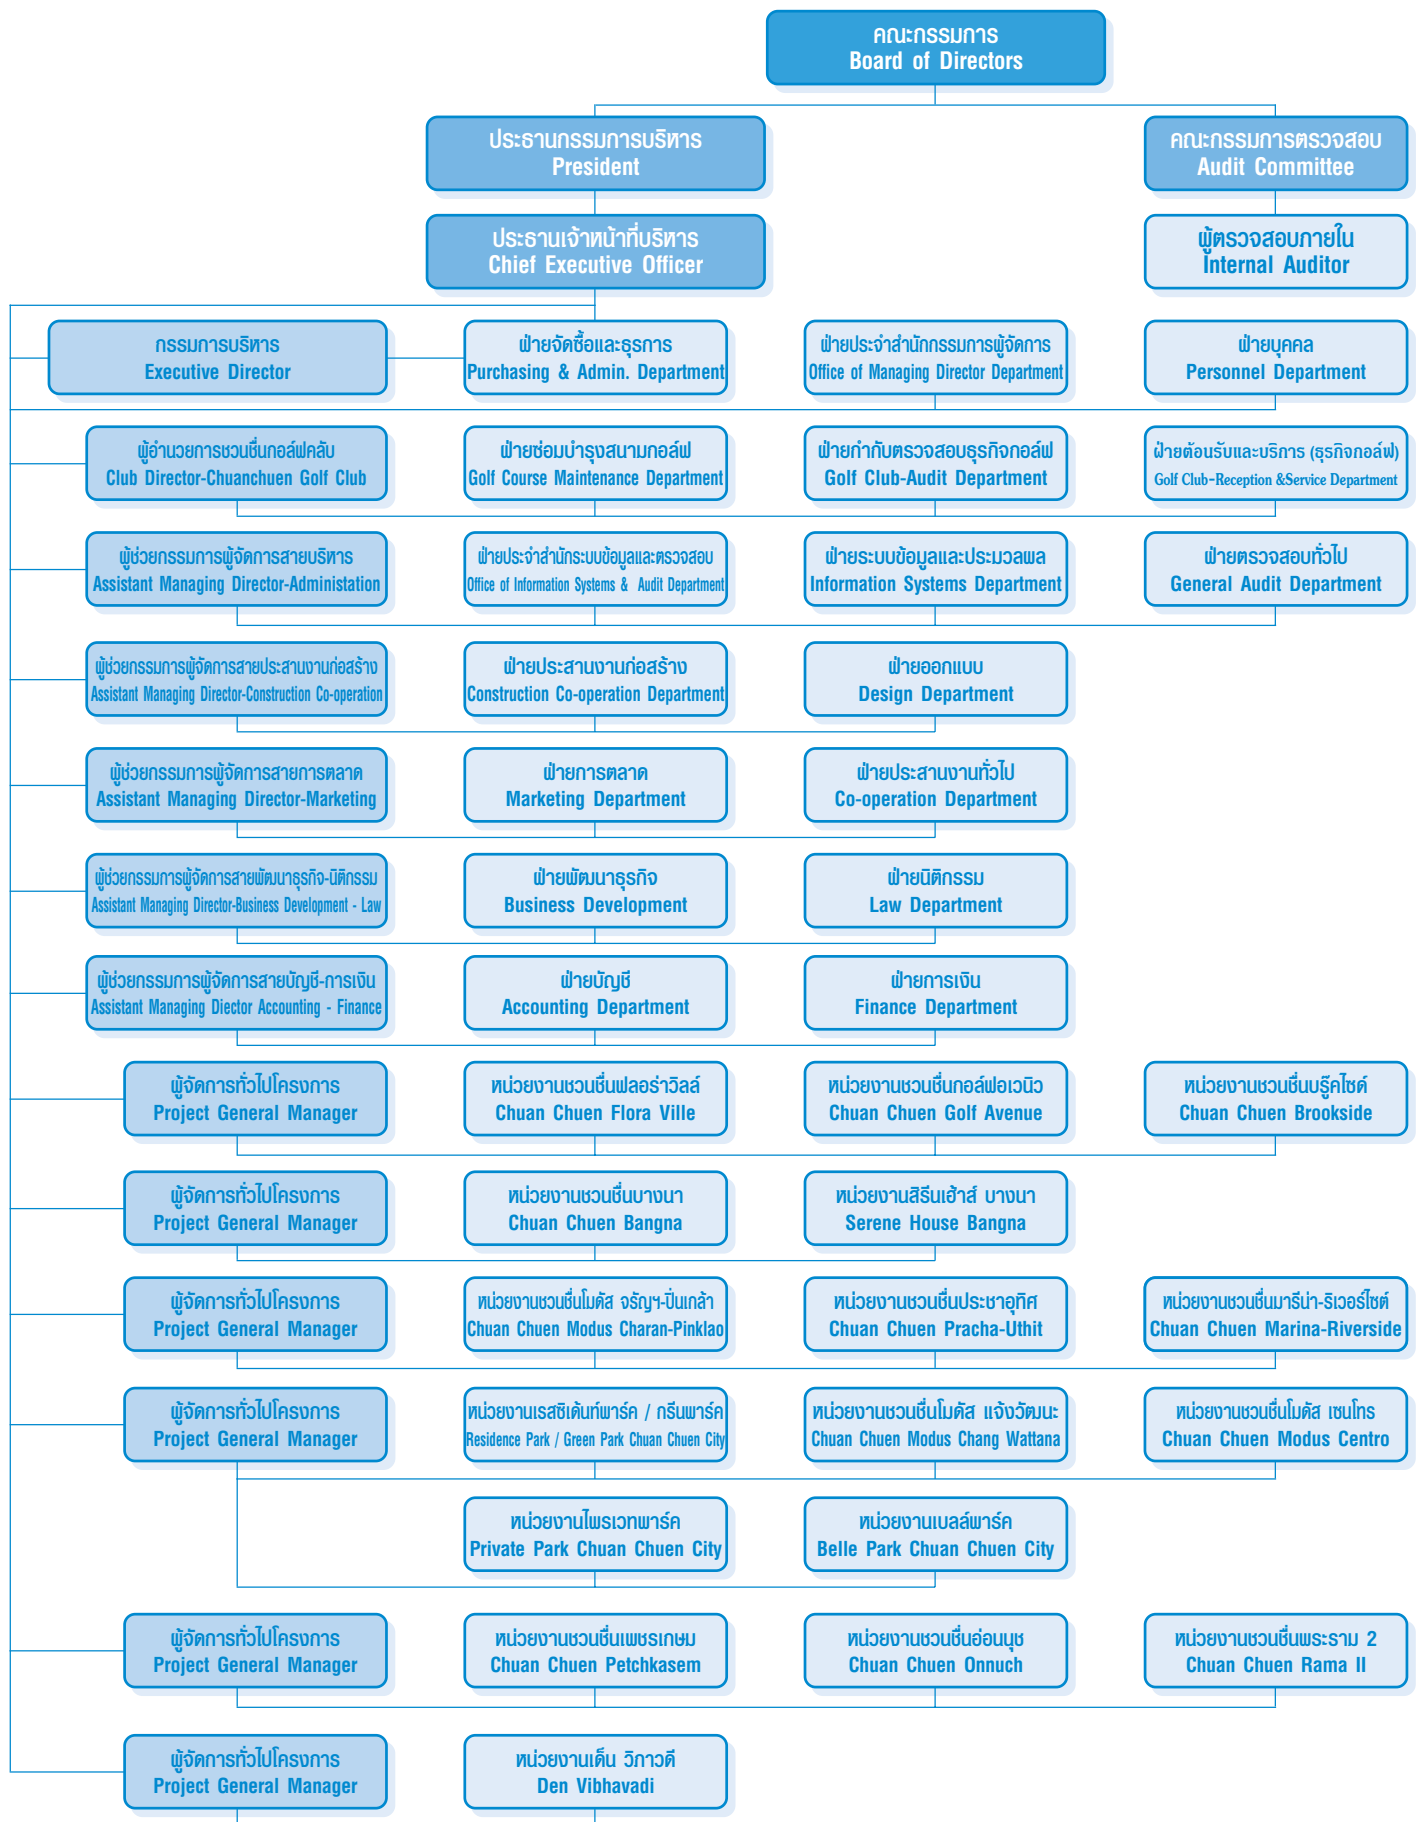 คณะกรรมการ
Board of Directors
ประธานกรรมการบริหาร
President
คณะกรรมการตรวจสอบ
Audit Committee
ประธานเจ้าหน้าที่บริหาร
Chief Executive Officer
ผู้ตรวจสอบภายใน
Internal Auditor
กรรมการบริหาร
Executive Director
ฝ่ายจัดซื้อและธุรการ
Purchasing & Admin. Department
ฝ่ายประจำสำนักกรรมการผู้จัดการ
Office of Managing Director Department
ฝ่ายบุคคล
Personnel Department
ผู้อำนวยการชวนชื่นกอล์ฟคลับ
Club Director-Chuanchuen Golf Club
ฝ่ายซ่อมบำรุงสนามกอล์ฟ
Golf Course Maintenance Department
ฝ่ายกำกับตรวจสอบธุรกิจกอล์ฟ
Golf Club-Audit Department
ฝ่ายต้อนรับและบริการ (ธุรกิจกอล์ฟ)
Golf Club-Reception &Service Department
ผู้ช่วยกรรมการผู้จัดการสายบริหาร
Assistant Managing Director-Administation
ฝ่ายประจำสำนักระบบข้อมูลและตรวจสอบ
Office of Information Systems & Audit Department
ฝ่ายระบบข้อมูลและประมวลผล
Information Systems Department
ฝ่ายตรวจสอบทั่วไป
General Audit Department
ผู้ช่วยกรรมการผู้จัดการสายประสานงานก่อสร้าง
Assistant Managing Director-Construction Co-operation
ฝ่ายประสานงานก่อสร้าง
Construction Co-operation Department
ฝ่ายออกแบบ
Design Department
ผู้ช่วยกรรมการผู้จัดการสายการตลาด
Assistant Managing Director-Marketing
ฝ่ายการตลาด
Marketing Department
ฝ่ายประสานงานทั่วไป
Co-operation Department
ผู้ช่วยกรรมการผู้จัดการสายพัฒนาธุรกิจ-นิติกรรม
Assistant Managing Director-Business Development - Law
ฝ่ายพัฒนาธุรกิจ
Business Development
ฝ่ายนิติกรรม
Law Department
ผู้ช่วยกรรมการผู้จัดการสายบัญชี-การเงิน
Assistant Managing Diector Accounting - Finance
ฝ่ายบัญชี
Accounting Department
ฝ่ายการเงิน
Finance Department
ผู้จัดการทั่วไปโครงการ
Project General Manager
หน่วยงานชวนชื่นฟลอร่าวิลล์
Chuan Chuen Flora Ville
หน่วยงานชวนชื่นกอล์ฟอเวนิว
Chuan Chuen Golf Avenue
หน่วยงานชวนชื่นบรู๊คไซด์
Chuan Chuen Brookside
ผู้จัดการทั่วไปโครงการ
Project General Manager
หน่วยงานชวนชื่นบางนา
Chuan Chuen Bangna
หน่วยงานสิรีนเฮ้าส์ บางนา
Serene House Bangna
ผู้จัดการทั่วไปโครงการ
Project General Manager
หน่วยงานชวนชื่นโมดัส จรัญฯ-ปิ่นเกล้า
Chuan Chuen Modus Charan-Pinklao
หน่วยงานชวนชื่นประชาอุทิศ
Chuan Chuen Pracha-Uthit
หน่วยงานชวนชื่นมารีน่า-ริเวอร์ไซต์
Chuan Chuen Marina-Riverside
ผู้จัดการทั่วไปโครงการ
Project General Manager
หน่วยงานเรสซิเด้นท์พาร์ค / กรีนพาร์ค
Residence Park / Green Park Chuan Chuen City
หน่วยงานชวนชื่นโมดัส แจ้งวัฒนะ
Chuan Chuen Modus Chang Wattana
หน่วยงานชวนชื่นโมดัส เซนโทร
Chuan Chuen Modus Centro
หน่วยงานไพรเวทพาร์ค
Private Park Chuan Chuen City
หน่วยงานเบลล์พาร์ค
Belle Park Chuan Chuen City
ผู้จัดการทั่วไปโครงการ
Project General Manager
หน่วยงานชวนชื่นเพชรเกษม
Chuan Chuen Petchkasem
หน่วยงานชวนชื่นอ่อนนุช
Chuan Chuen Onnuch
หน่วยงานชวนชื่นพระราม 2
Chuan Chuen Rama II
ผู้จัดการทั่วไปโครงการ
Project General Manager
หน่วยงานเด็น วิภาวดี
Den Vibhavadi